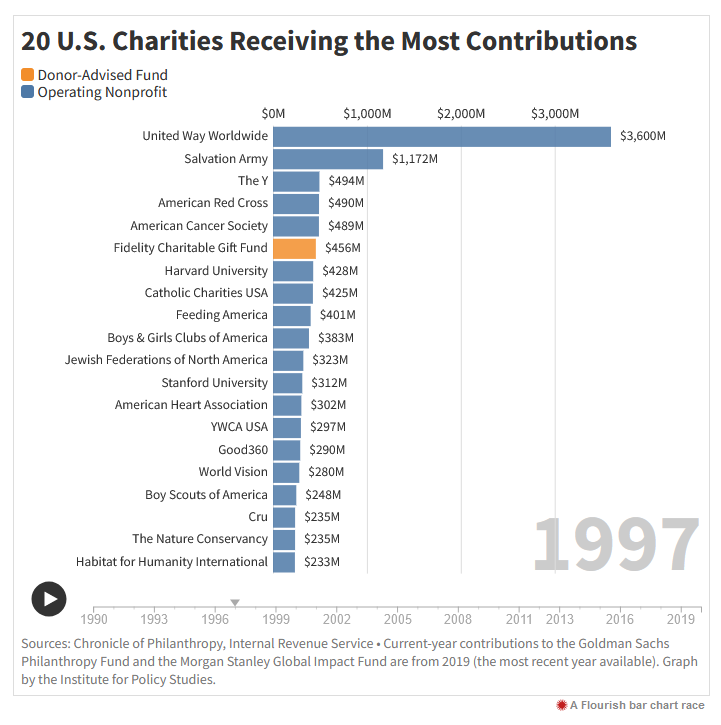 20 U.S. Charities Receiving the Most Contributions
Donor-Advised Fund
Operating Nonprofit
$0M $1,000M $2,000M $3,000M
United Way Worldwide $3,600M
Salvation Army $1,172M
The Y $494M
American Red Cross $490M
American Cancer Society $489M
Fidelity Charitable Gift Fund $456M
Harvard University $428M
Catholic Charities USA $425M
Feeding America $401M
Boys & Girls Clubs of America $383M
Jewish Federations of North America $323M
Stanford University $312M
American Heart Association $302M
YWCA USA $297M
Good360 $290M
World Vision $280M
Boy Scouts of America $248M
Cru $235M
The Nature Conservancy $235M
Habitat for Humanity International $233M
1997
1990 1993 1996 1999 2002 2005 2008 2011 2013 2016 2019
Sources: Chronicle of Philanthropy, Internal Revenue Service • Current-year contributions to the Goldman Sachs
Philanthropy Fund and the Morgan Stanley Global Impact Fund are from 2019 (the most recent year available). Graph
by the Institute for Policy Studies.
A Flourish bar chart race